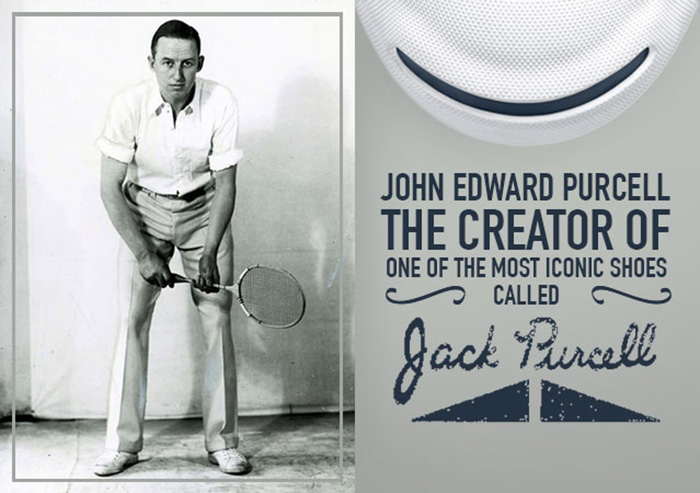 JOHN EDWARD PURCELL
THE CREATOR OF
ONE OF THE MOST ICONIC SHOES
CALLED
Jack Purcell